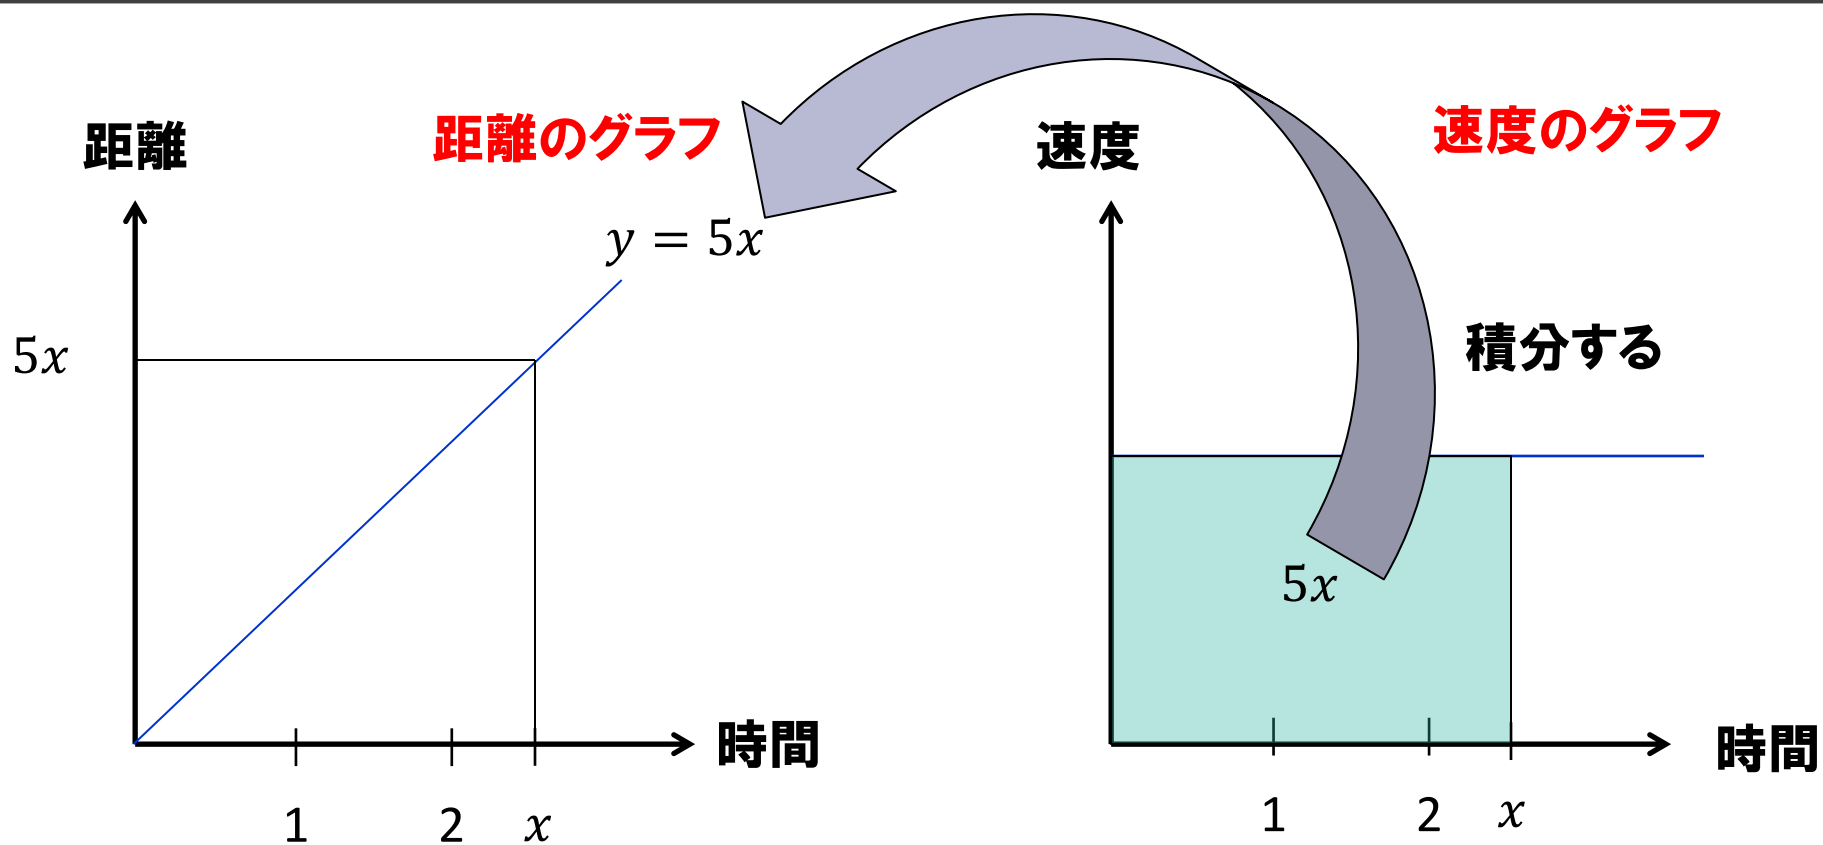 距離
距離のグラフ
y = 5x
5x
時間
1
2
x
速度
速度のグラフ
積分する
5x
時間
1
2
x